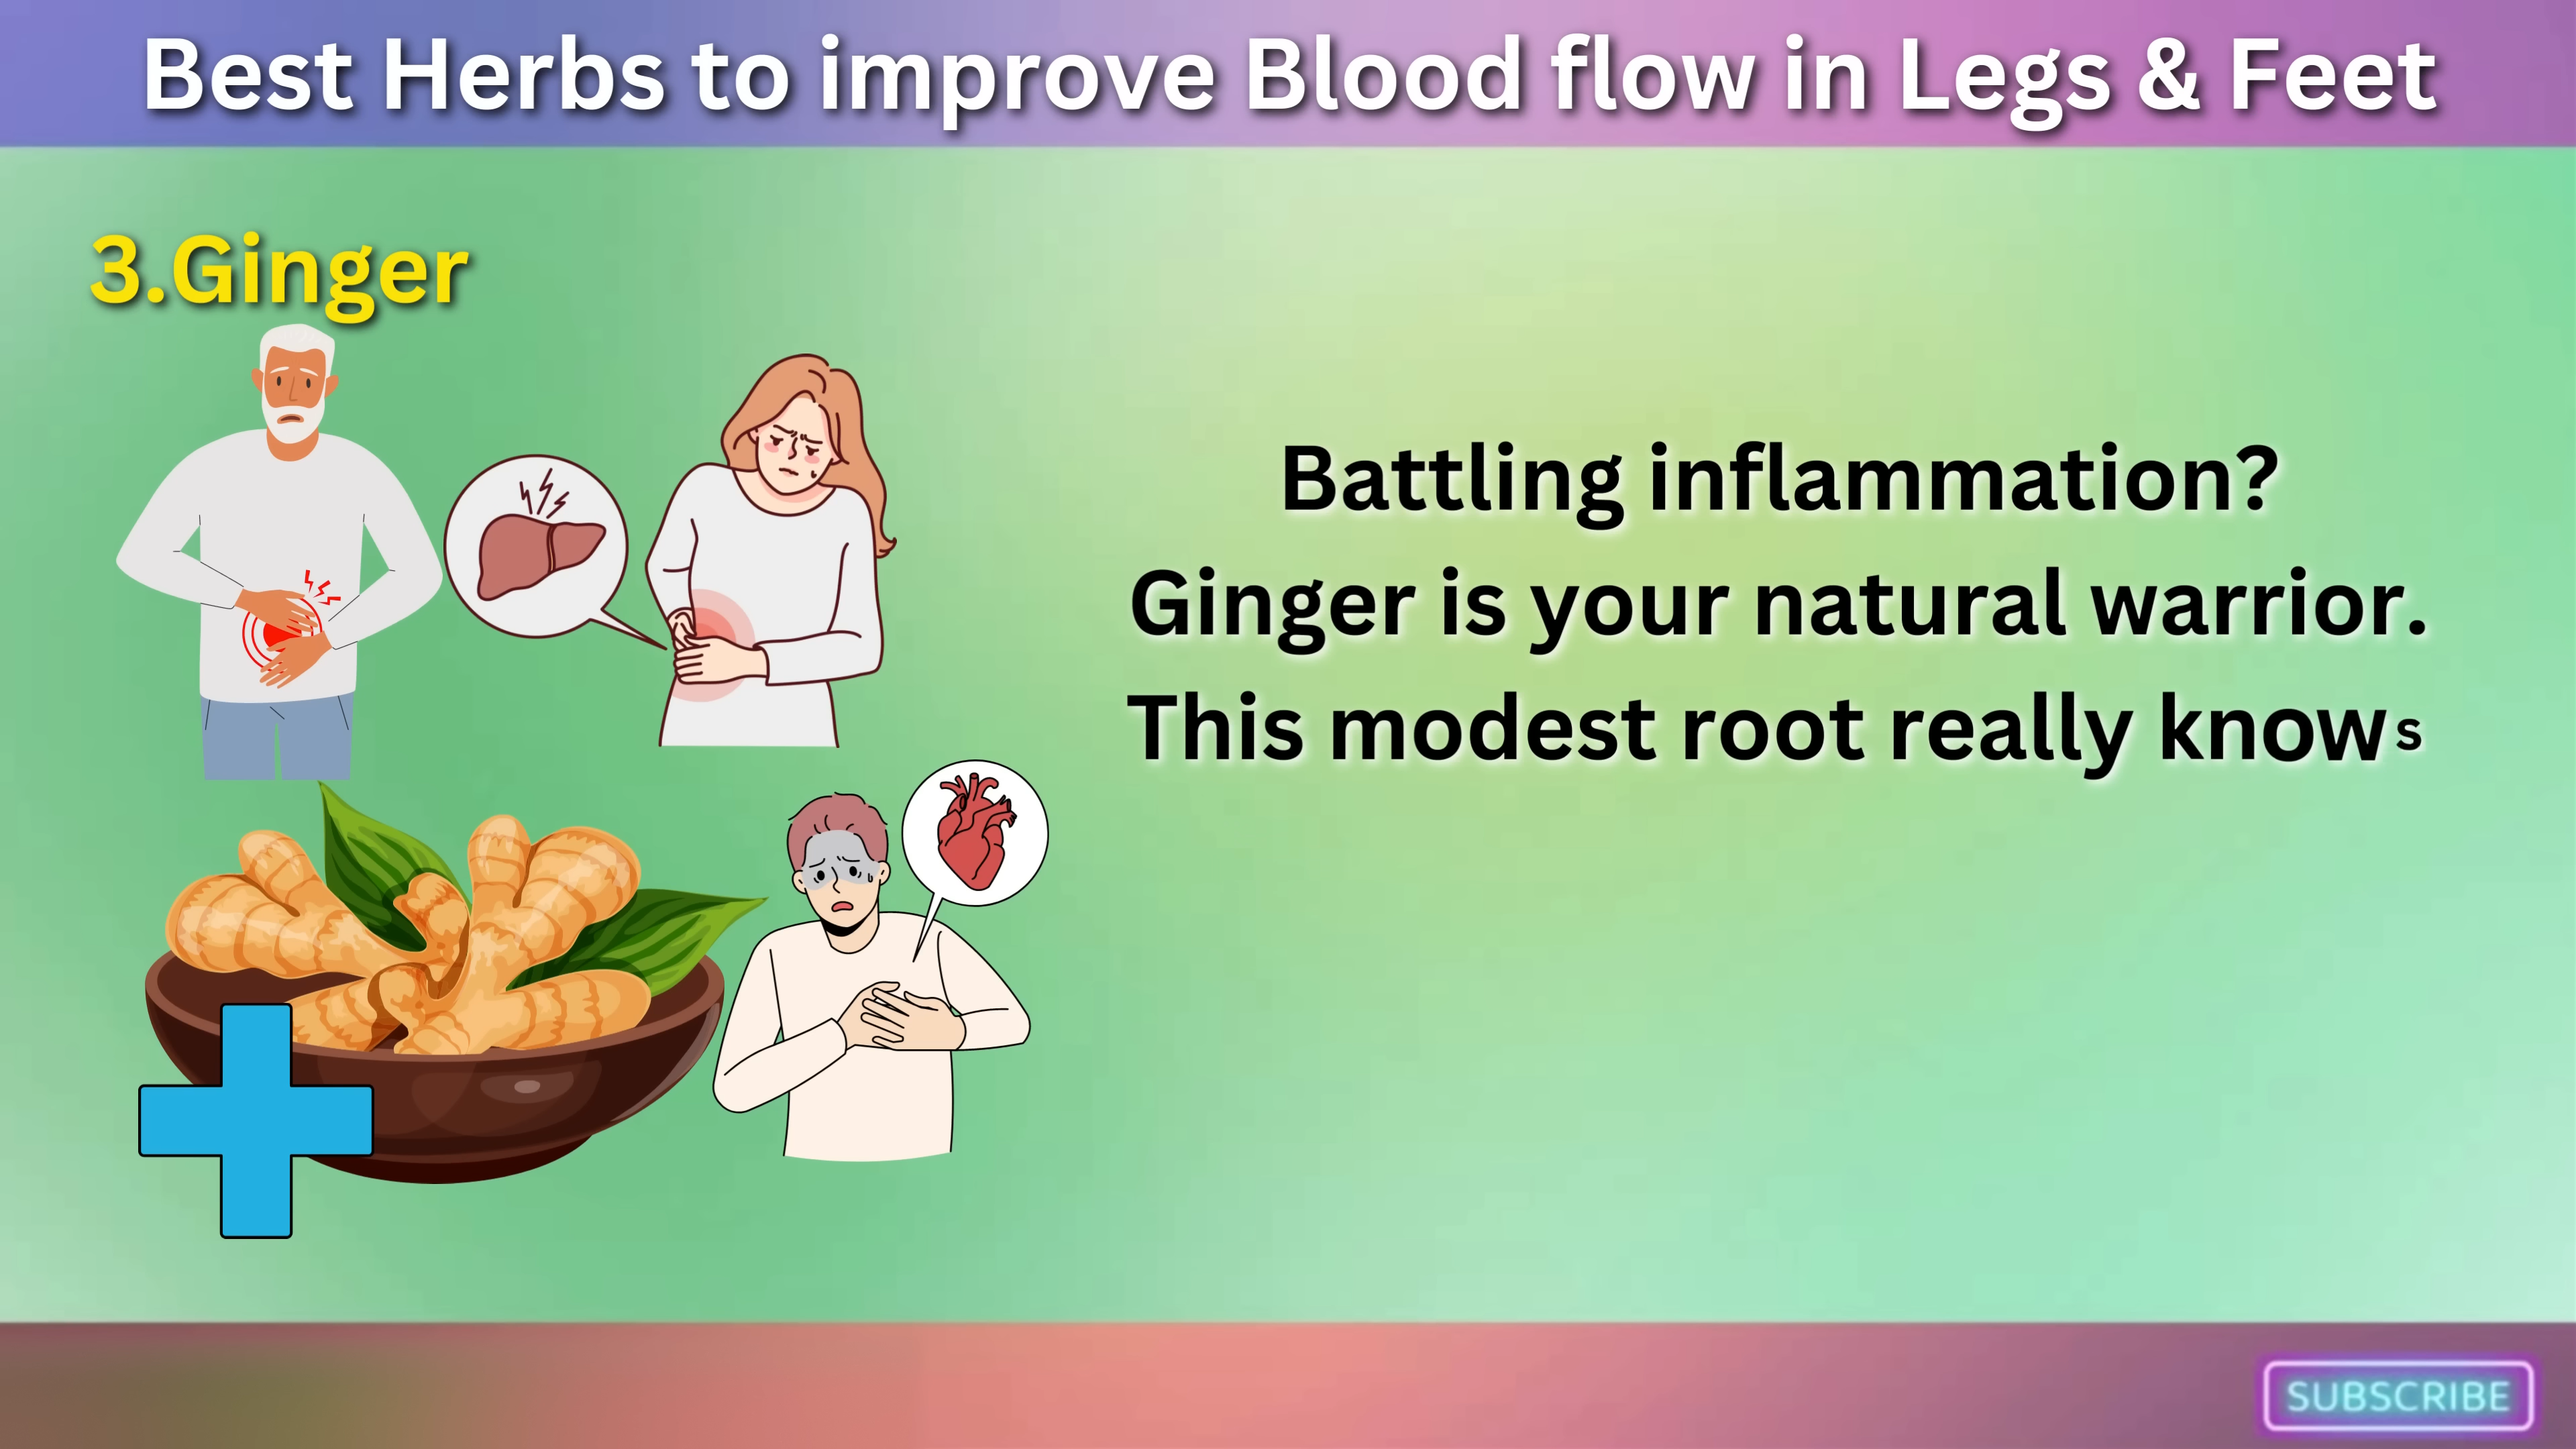 Best Herbs to improve Blood flow in Legs & Feet
3.Ginger
Battling inflammation?
Ginger is your natural warrior.
This modest root really knows
SUBSCRIBE